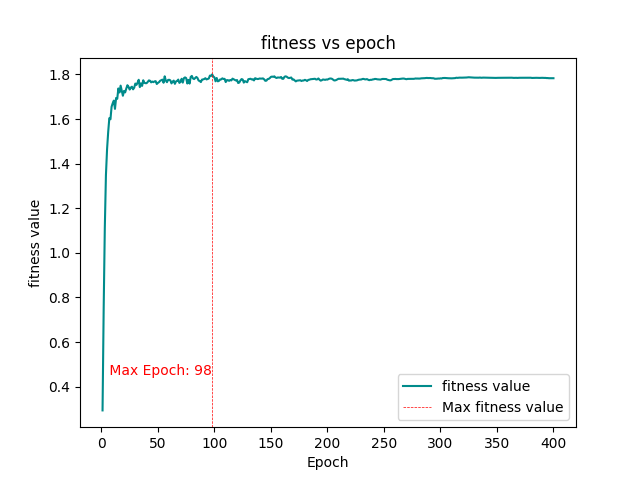 fitness vs epoch
fitness value
1.8
1.6
1.4
1.2
1.0
0.8
0.6
0.4
Max Epoch: 98
fitness value
Max fitness value
0 50 100 150 200 250 300 350 400
Epoch